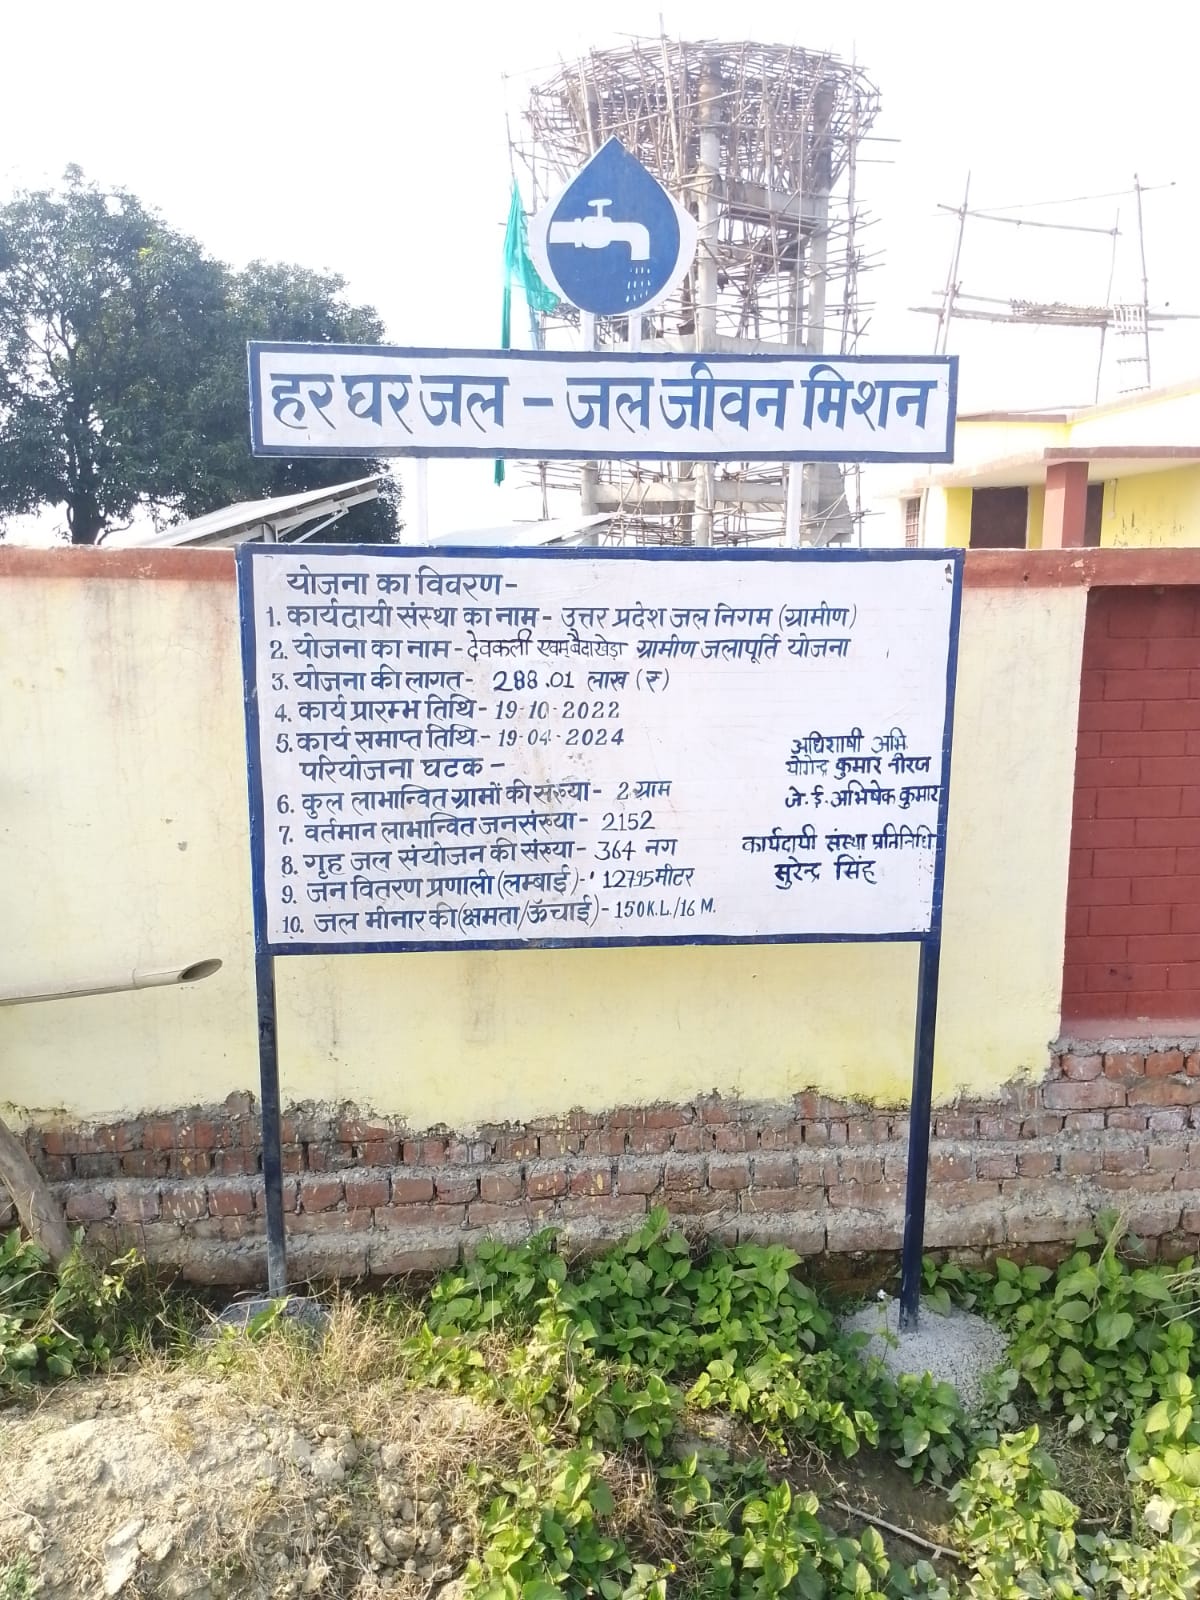 हर घर जल - जल जीवन मिशन
योजना का विवरण-
1. कार्यदायी संस्था का नाम - उत्तर प्रदेश जल निगम (ग्रामीण)
2. योजना का नाम - देवकली एवम् बैदाखेड़ा ग्रामीण जलापूर्ति योजना
3. योजना की लागत - 288.01 लाख (₹)
4. कार्य प्रारम्भ तिथि - 19-10-2022
5. कार्य समाप्त तिथि - 19-04-2024
परियोजना घटक -
6. कुल लाभान्वित ग्रामों की संख्या - 2 ग्राम
7. वर्तमान लाभान्वित जनसंख्या - 2152
8. गृह जल संयोजन की संख्या - 364 नग
9. जन वितरण प्रणाली (लम्बाई) - 12795 मीटर
10. जल मीनार की (क्षमता/ऊँचाई) - 150K.L./16 M.
अधिशाषी अभि
योगेन्द्र कुमार नीरज
जे.ई. अभिषेक कुमार
कार्यदायी संस्था प्रतिनिधि
सुरेन्द्र सिंह